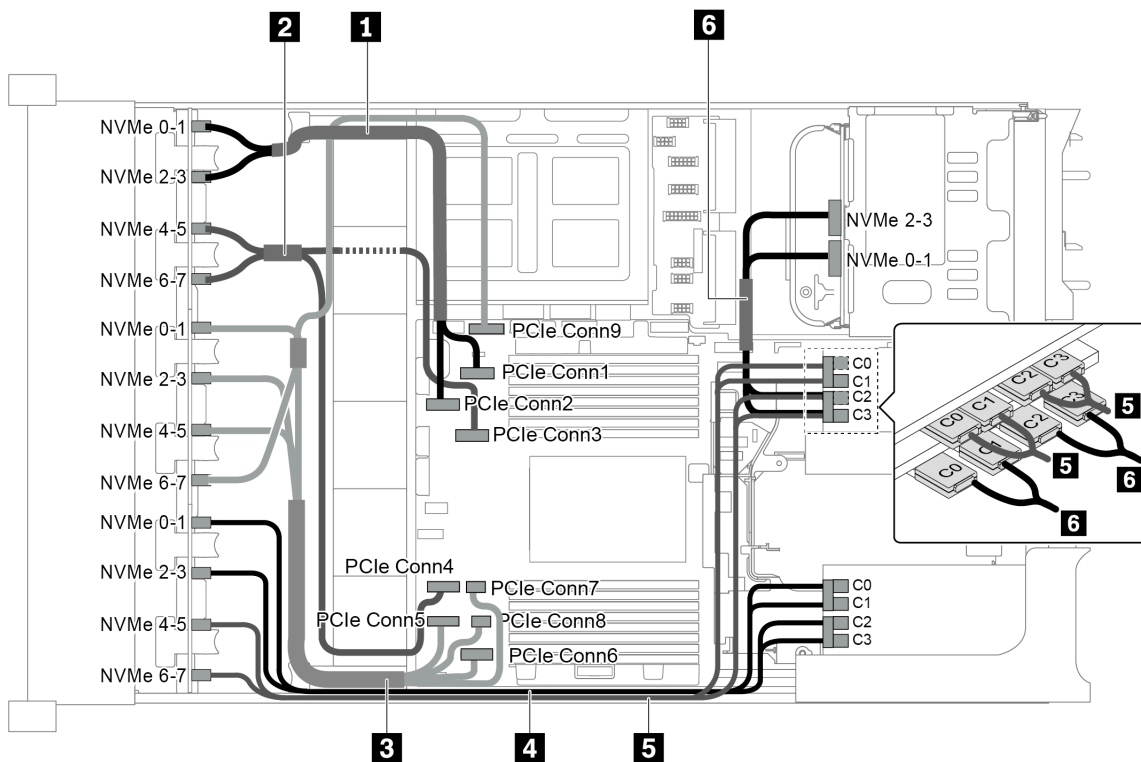 2
1
6
NVMe 0-1
NVMe 2-3
NVMe 4-5
NVMe 6-7
NVMe 0-1
NVMe 2-3
NVMe 4-5
NVMe 6-7
NVMe 0-1
NVMe 2-3
NVMe 4-5
NVMe 6-7
PCIe Conn9
PCIe Conn1
PCIe Conn2
PCIe Conn3
PCIe Conn4
PCIe Conn7
PCIe Conn5
PCIe Conn8
PCIe Conn6
NVMe 2-3
NVMe 0-1
6
C0
C1
C2
C3
C3
C2
C1
C0
C3
C2
C1
C0
5
5
6
6
C0
C1
C2
C3
3
4
5